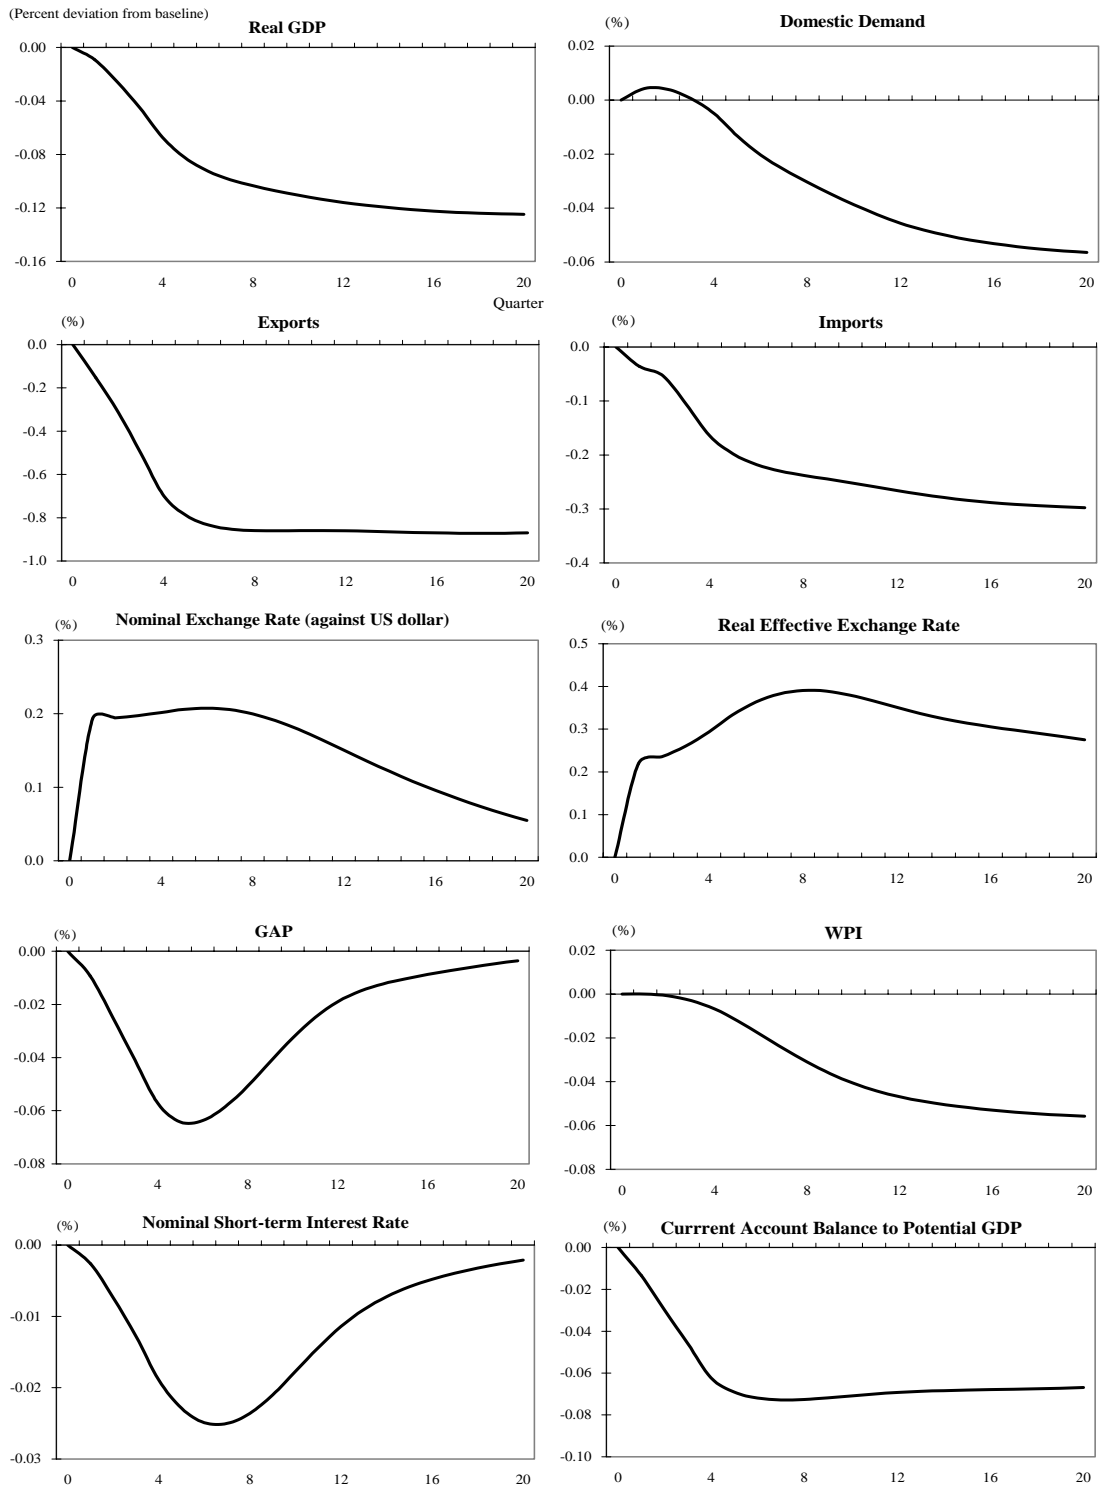 (Percent deviation from baseline)
Real GDP
0.00
-0.04
-0.08
-0.12
-0.16
0 4 8 12 16 20
Quarter
(%)
Domestic Demand
0.02
0.00
-0.02
-0.04
-0.06
0 4 8 12 16 20
(%)
Exports
0.0
-0.2
-0.4
-0.6
-0.8
-1.0
0 4 8 12 16 20
(%)
Imports
0.0
-0.1
-0.2
-0.3
-0.4
0 4 8 12 16 20
(%)
Nominal Exchange Rate (against US dollar)
0.3
0.2
0.1
0.0
0 4 8 12 16 20
(%)
Real Effective Exchange Rate
0.5
0.4
0.3
0.2
0.1
0.0
0 4 8 12 16 20
(%)
GAP
0.00
-0.02
-0.04
-0.06
-0.08
0 4 8 12 16 20
(%)
WPI
0.02
0.00
-0.02
-0.04
-0.06
-0.08
0 4 8 12 16 20
(%)
Nominal Short-term Interest Rate
0.00
-0.01
-0.02
-0.03
0 4 8 12 16 20
(%)
Currrent Account Balance to Potential GDP
0.00
-0.02
-0.04
-0.06
-0.08
-0.10
0 4 8 12 16 20